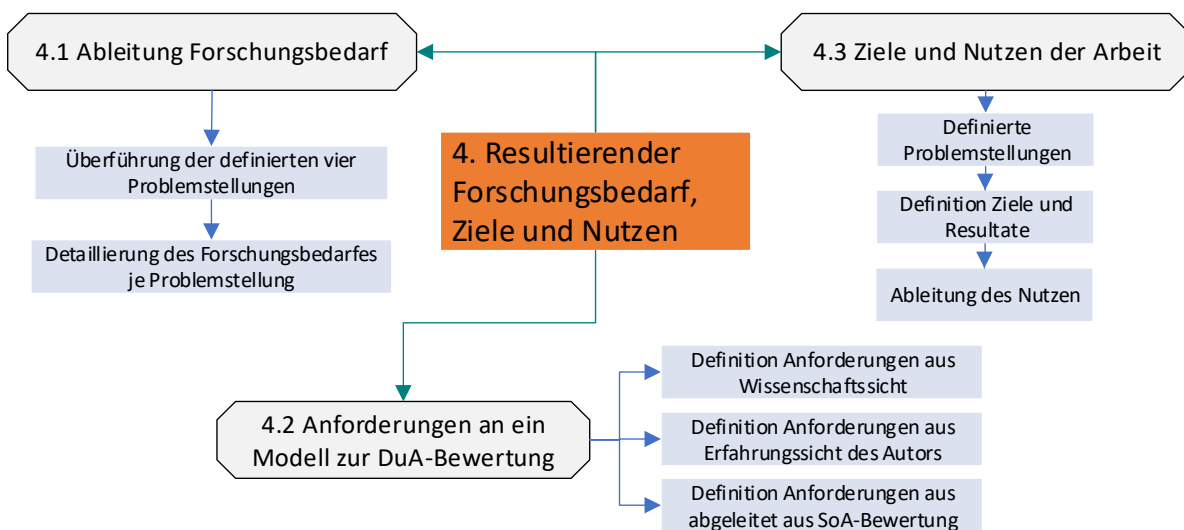 4.1 Ableitung Forschungsbedarf
Überführung der definierten vier
Problemstellungen
Detaillierung des Forschungsbedarfes
je Problemstellung
4. Resultierender
Forschungsbedarf,
Ziele und Nutzen
4.3 Ziele und Nutzen der Arbeit
Definierte
Problemstellungen
Definition Ziele und
Resultate
Ableitung des Nutzen
4.2 Anforderungen an ein
Modell zur DuA-Bewertung
Definition Anforderungen aus
Wissenschaftssicht
Definition Anforderungen aus
Erfahrungssicht des Autors
Definition Anforderungen aus
abgeleitet aus SoA-Bewertung